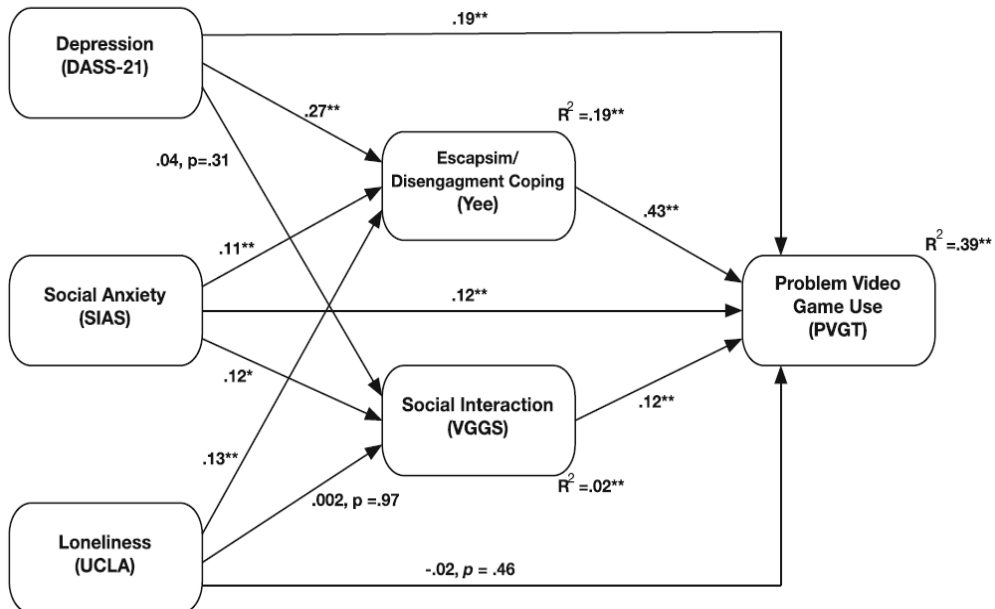 .19**
Depression
(DASS-21)
.27**
R² =.19**
.04, p=.31
Escapsim/
Disengagment Coping
(Yee)
.43**
.11**
R² =.39**
Social Anxiety
(SIAS)
.12**
Problem Video
Game Use
(PVGT)
.12*
Social Interaction
(VGGS)
.12**
.13**
R² =.02**
.002, p =.97
Loneliness
(UCLA)
-.02, p = .46